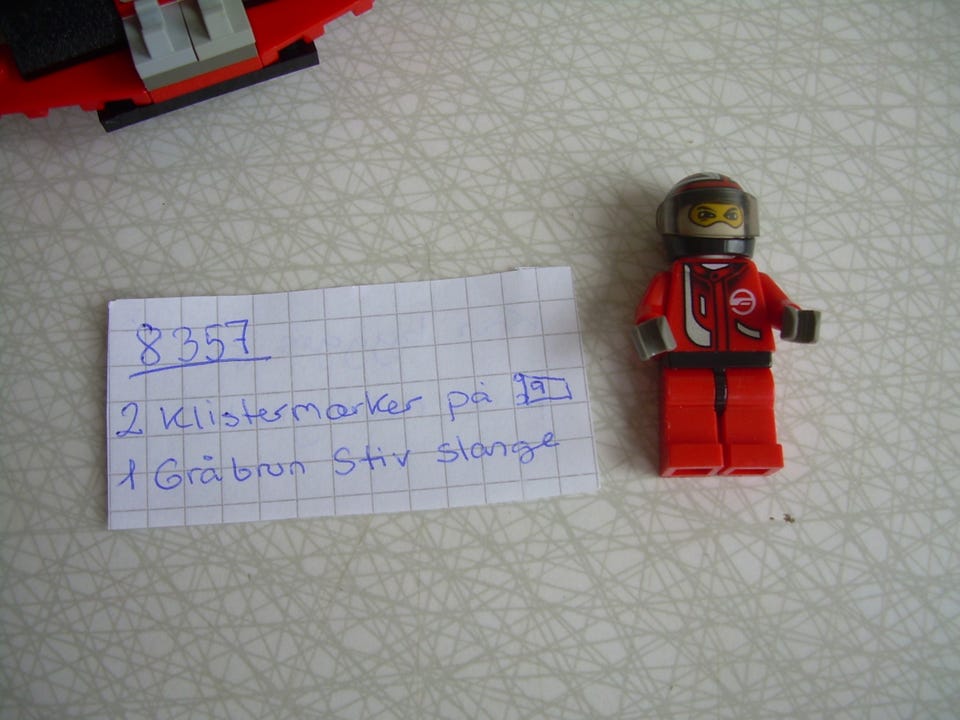 8357
2 Klistermærker på
1 Gråbrun Stiv slange